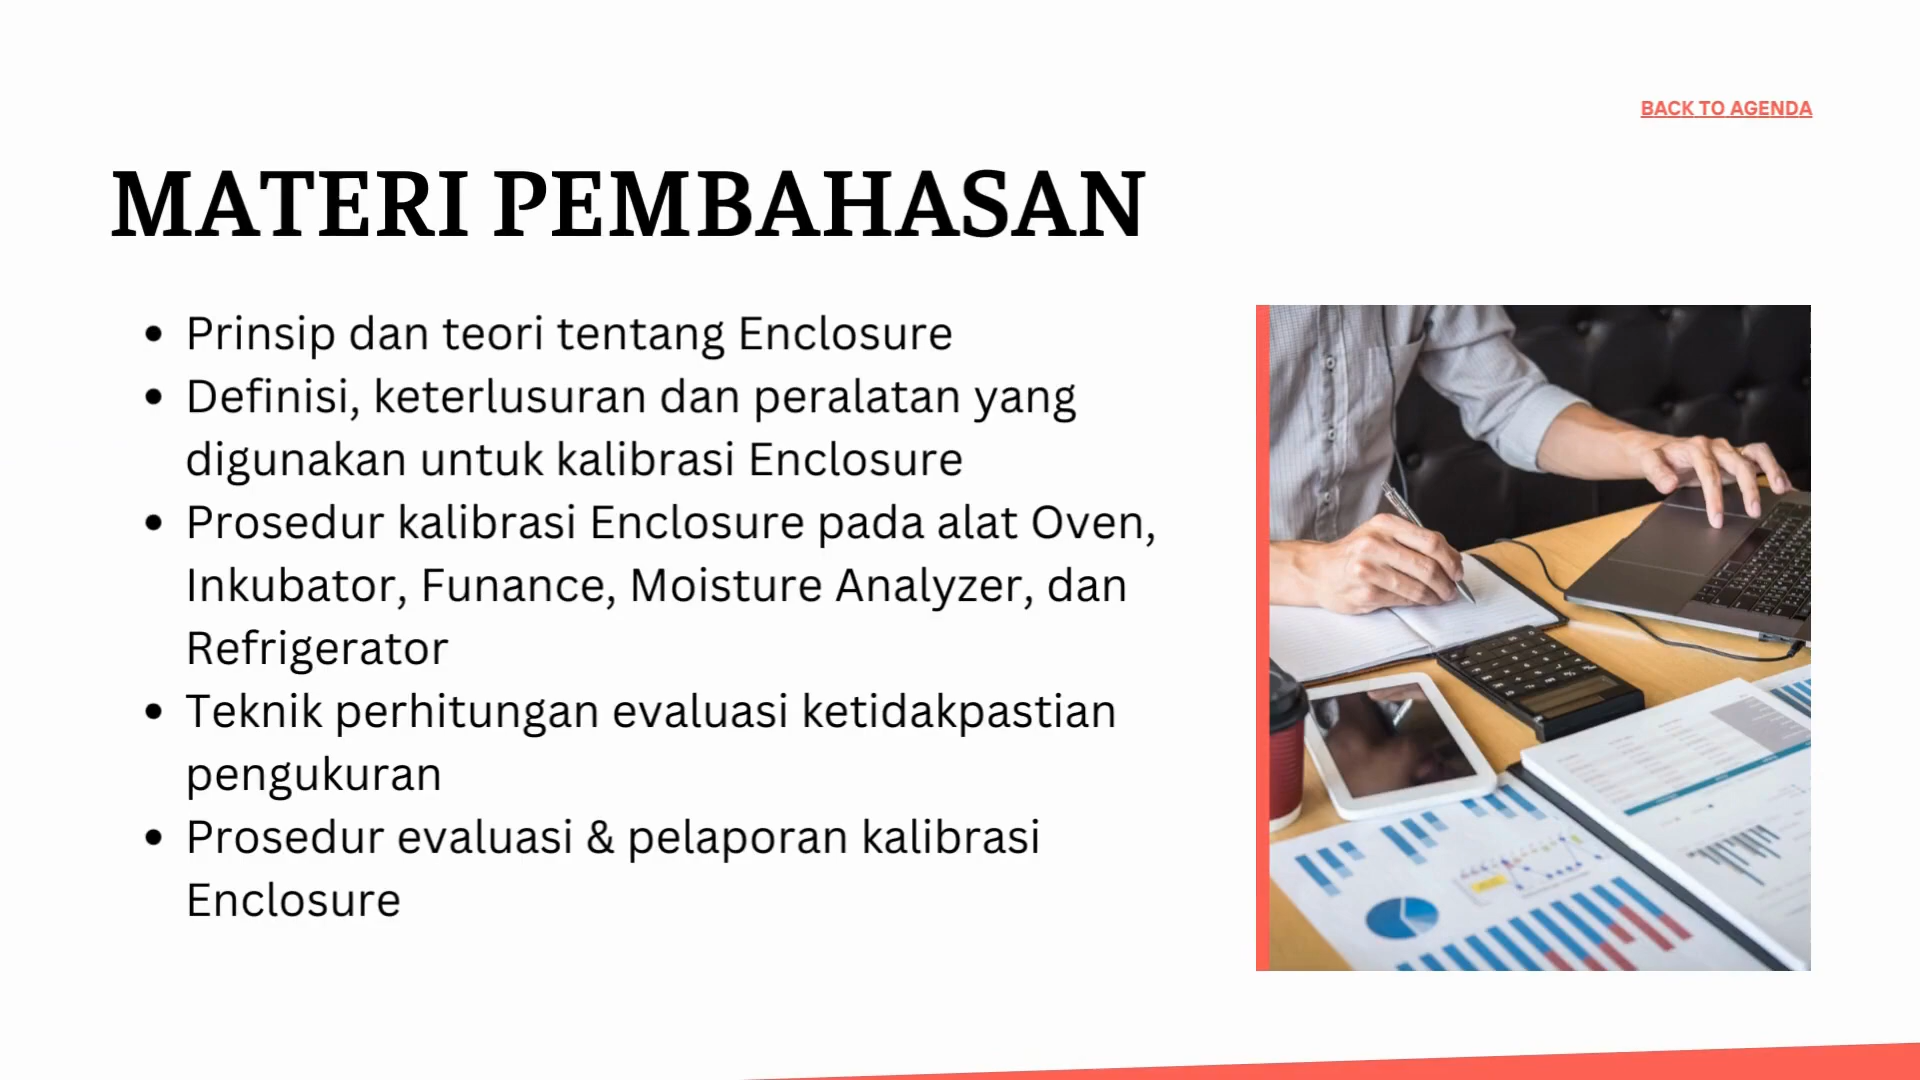 BACK TO AGENDA
MATERI PEMBAHASAN
• Prinsip dan teori tentang Enclosure
• Definisi, keterlusuran dan peralatan yang
digunakan untuk kalibrasi Enclosure
• Prosedur kalibrasi Enclosure pada alat Oven,
Inkubator, Funance, Moisture Analyzer, dan
Refrigerator
• Teknik perhitungan evaluasi ketidakpastian
pengukuran
• Prosedur evaluasi & pelaporan kalibrasi
Enclosure